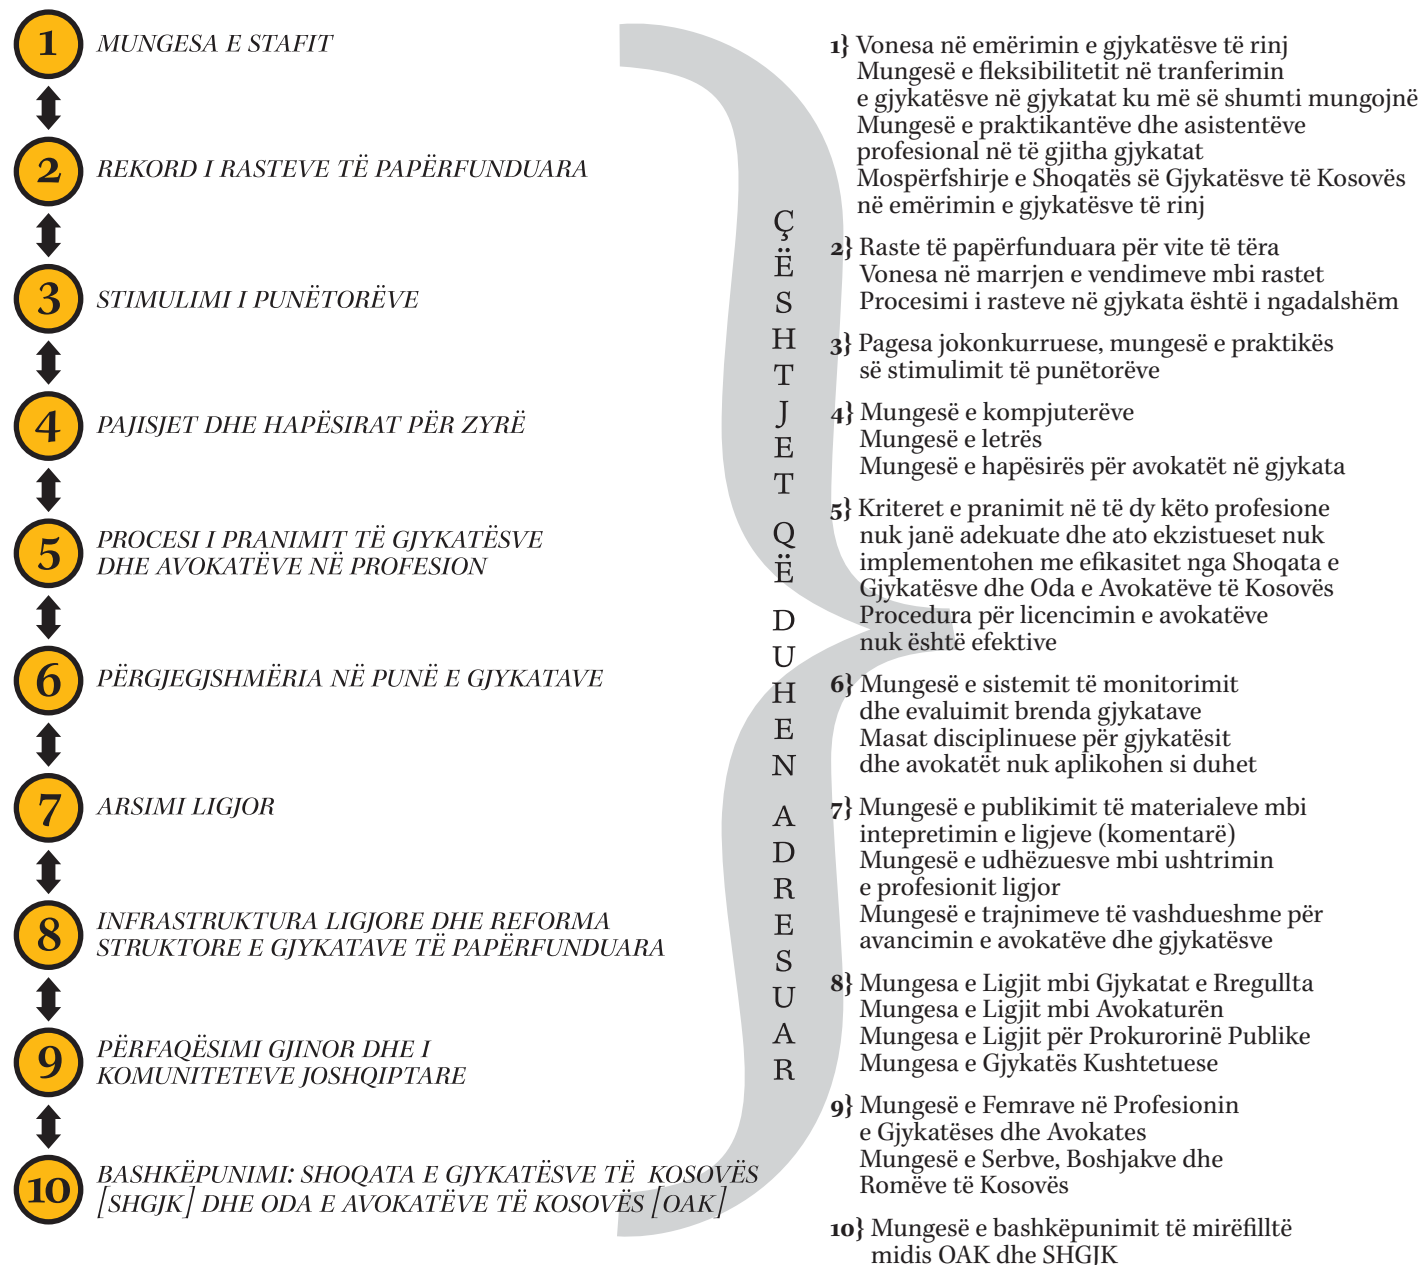 1 MUNGESA E STAFIT
2 REKORD I RASTEVE TË PAPËRFUNDUARA
3 STIMULIMI I PUNËTORËVE
4 PAJISJET DHE HAPËSIRAT PËR ZYRË
5 PROCESI I PRANIMIT TË GJYKATËSVE
DHE AVOKATËVE NË PROFESION
6 PËRGJEGJSHMËRIA NË PUNË E GJYKATAVE
7 ARSIMI LIGJOR
8 INFRASTRUKTURA LIGJORE DHE REFORMA
STRUKTORE E GJYKATAVE TË PAPËRFUNDUARA
9 PËRFAQËSIMI GJINOR DHE I
KOMUNITETEVE JOSHQIPTARE
10 BASHKËPUNIMI: SHOQATA E GJYKATËSVE TË KOSOVËS
[SHGJK] DHE ODA E AVOKATËVE TË KOSOVËS [OAK]
ÇËSHTJET QË DUHEN ADRESUAR
1} Vonesa në emërimin e gjykatësve të rinj
Mungesë e fleksibilitetit në tranferimin
e gjykatësve në gjykatat ku më së shumti mungojnë
Mungesë e praktikantëve dhe asistentëve
profesional në të gjitha gjykatat
Mospërfshirje e Shoqatës së Gjykatësve të Kosovës
në emërimin e gjykatësve të rinj
2} Raste të papërfunduara për vite të tëra
Vonesa në marrjen e vendimeve mbi rastet
Procesimi i rasteve në gjykata është i ngadalshëm
3} Pagesa jokonkurruese, mungesë e praktikës
së stimulimit të punëtorëve
4} Mungesë e kompjuterëve
Mungesë e letrës
Mungesë e hapësirës për avokatët në gjykata
5} Kriteret e pranimit në të dy këto profesione
nuk janë adekuate dhe ato ekzistueset nuk
implementohen me efikasitet nga Shoqata e
Gjykatësve dhe Oda e Avokatëve të Kosovës
Procedura për licencimin e avokatëve
nuk është efektive
6} Mungesë e sistemit të monitorimit
dhe evaluimit brenda gjykatave
Masat disciplinuese për gjykatësit
dhe avokatët nuk aplikohen si duhet
7} Mungesë e publikimit të materialeve mbi
intepretimin e ligjeve (komentarë)
Mungesë e udhëzuesve mbi ushtrimin
e profesionit ligjor
Mungesë e trajnimeve të vashdueshme për
avancimin e avokatëve dhe gjykatësve
8} Mungesa e Ligjit mbi Gjykatat e Rregullta
Mungesa e Ligjit mbi Avokaturën
Mungesa e Ligjit për Prokurorinë Publike
Mungesa e Gjykatës Kushtetuese
9} Mungesë e Femrave në Profesionin
e Gjykatëses dhe Avokates
Mungesë e Serbve, Boshjakve dhe
Romëve të Kosovës
10} Mungesë e bashkëpunimit të mirëfilltë
midis OAK dhe SHGJK